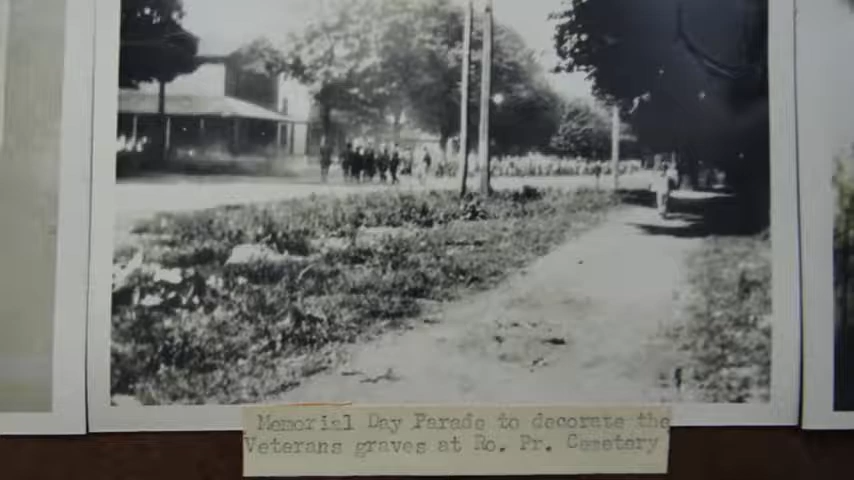 Memorial Day Parade to decorate the
Veterans graves at Ro. Pr. Cemetery